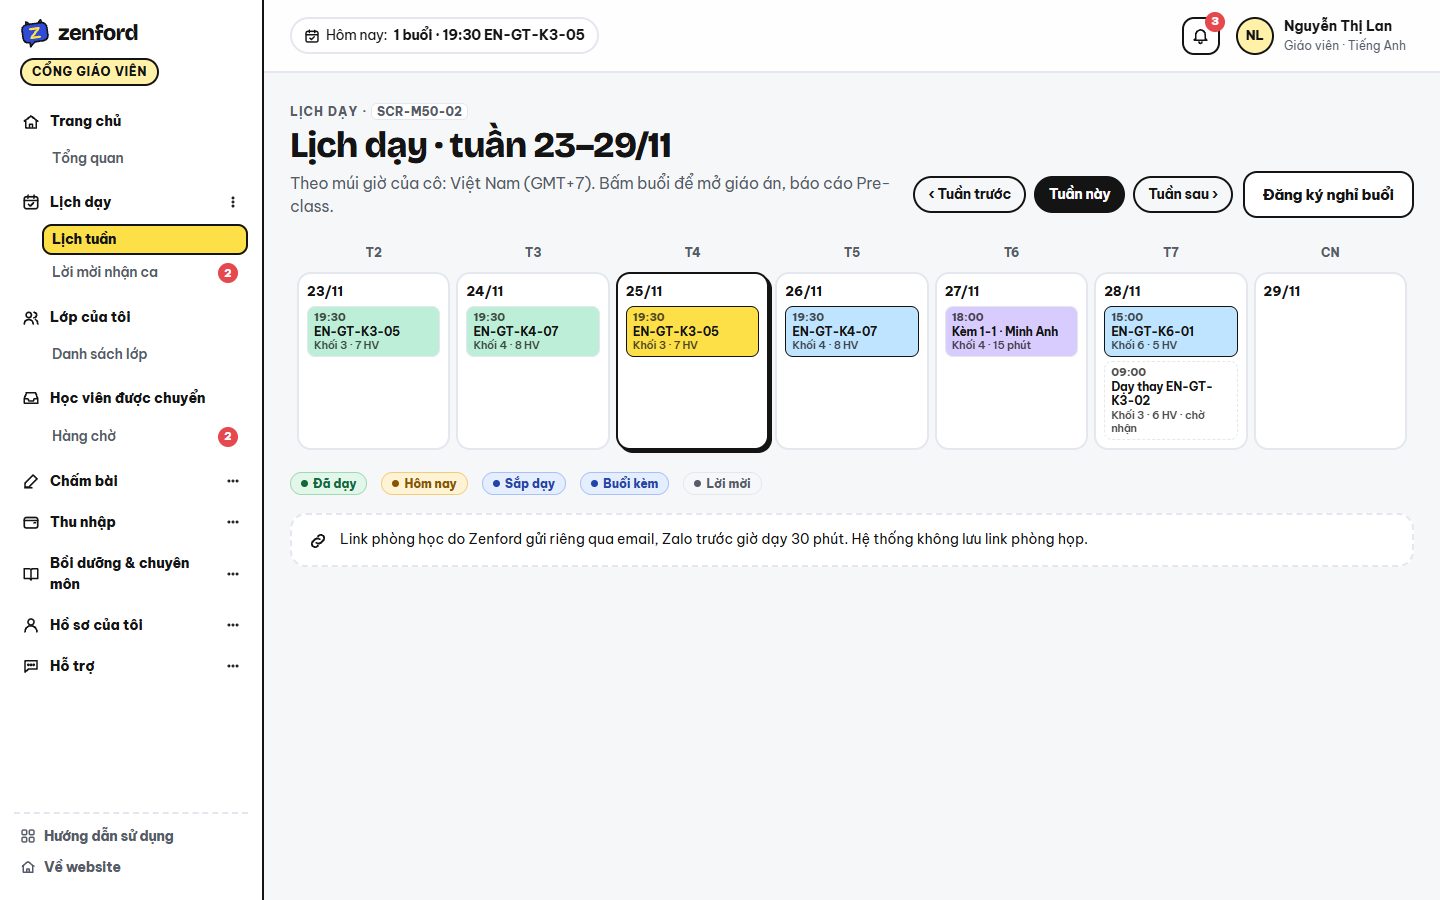 zenford
CỔNG GIÁO VIÊN
Trang chủ
Tổng quan
Lịch dạy
Lịch tuần
Lời mời nhận ca
2
Lớp của tôi
Danh sách lớp
Học viên được chuyển
Hàng chờ
2
Chấm bài
Thu nhập
Bồi dưỡng & chuyên
môn
Hồ sơ của tôi
Hỗ trợ
Hướng dẫn sử dụng
Về website
Hôm nay: 1 buổi · 19:30 EN-GT-K3-05
3
NL
Nguyễn Thị Lan
Giáo viên · Tiếng Anh
LỊCH DẠY · SCR-M50-02
Lịch dạy · tuần 23–29/11
Theo múi giờ của cô: Việt Nam (GMT+7). Bấm buổi để mở giáo án, báo cáo Pre-
class.
‹ Tuần trước
Tuần này
Tuần sau ›
Đăng ký nghỉ buổi
T2
T3
T4
T5
T6
T7
CN
23/11
19:30
EN-GT-K3-05
Khối 3 · 7 HV
24/11
19:30
EN-GT-K4-07
Khối 4 · 8 HV
25/11
19:30
EN-GT-K3-05
Khối 3 · 7 HV
26/11
19:30
EN-GT-K4-07
Khối 4 · 8 HV
27/11
18:00
Kèm 1-1 · Minh Anh
Khối 4 · 15 phút
28/11
15:00
EN-GT-K6-01
Khối 6 · 5 HV
09:00
Dạy thay EN-GT-
K3-02
Khối 3 · 6 HV · chờ
nhận
29/11
Đã dạy
Hôm nay
Sắp dạy
Buổi kèm
Lời mời
Link phòng học do Zenford gửi riêng qua email, Zalo trước giờ dạy 30 phút. Hệ thống không lưu link phòng họp.